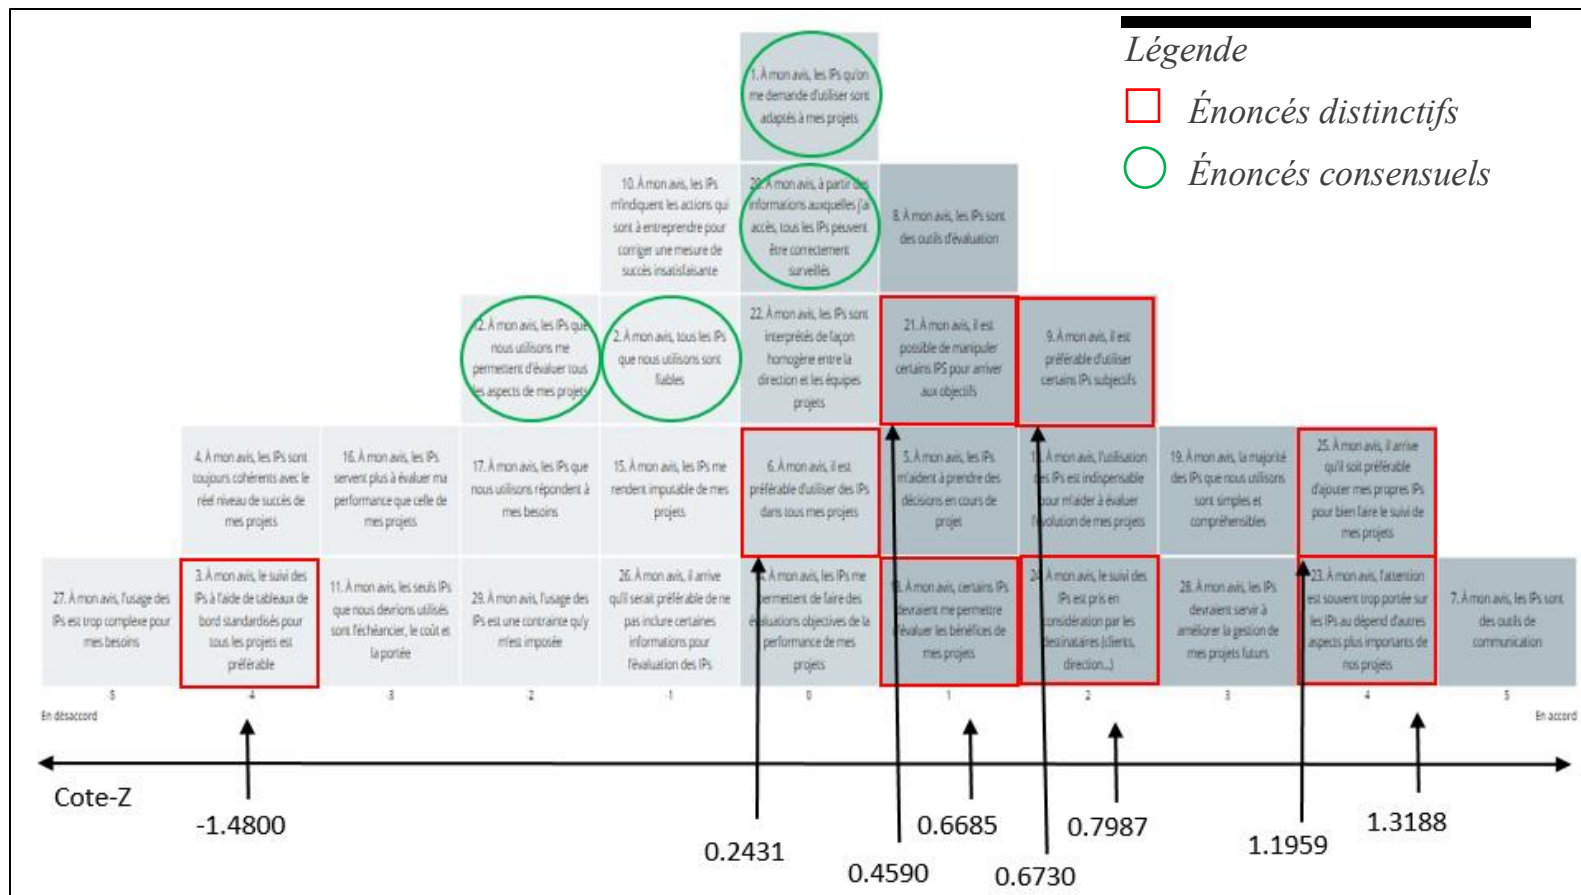 Légende
Énoncés distinctifs
Énoncés consensuels
1. À mon avis, les IPs qu'on
me demande d'utiliser sont
adaptés à mes projets
10. À mon avis, les IPs
m'indiquent les actions qui
sont à entreprendre pour
corriger une mesure de
succès insatisfaisante
20. À mon avis, à partir des
informations auxquelles j'ai
accès, tous les IPs peuvent
être correctement
surveillés
8. À mon avis, les IPs sont
des outils d'évaluation
12. À mon avis, les IPs que
nous utilisons me
permettent d'évaluer tous
les aspects de mes projets
2. À mon avis, tous les IPs
que nous utilisons sont
fiables
22. À mon avis, les IPs sont
interprétés de façon
homogène entre la
direction et les équipes
projets
21. À mon avis, il est
possible de manipuler
certains IPS pour arriver
aux objectifs
9. À mon avis, il est
préférable d'utiliser
certains IPs subjectifs
4. À mon avis, les IPs sont
toujours cohérents avec le
réel niveau de succès de
mes projets
16. À mon avis, les IPs
servent plus à évaluer ma
performance que celle de
mes projets
17. À mon avis, les IPs que
nous utilisons répondent à
mes besoins
15. À mon avis, les IPs me
rendent imputable de mes
projets
6. À mon avis, il est
préférable d'utiliser des IPs
dans tous mes projets
5. À mon avis, les IPs
m'aident à prendre des
décisions en cours de
projet
À mon avis, l'utilisation
des IPs est indispensable
pour m'aider à évaluer
l'évolution de mes projets
19. À mon avis, la majorité
des IPs que nous utilisons
sont simples et
compréhensibles
25. À mon avis, il arrive
qu'il soit préférable
d'ajouter mes propres IPs
pour bien faire le suivi de
mes projets
27. À mon avis, l'usage des
IPs est trop complexe pour
mes besoins
3. À mon avis, le suivi des
IPs à l'aide de tableaux de
bord standardisés pour
tous les projets est
préférable
11. À mon avis, les seuls IPs
que nous devrions utilisés
sont l'échéancier, le coût et
la portée
29. À mon avis, l'usage des
IPs est une contrainte qu'y
m'est imposée
26. À mon avis, il arrive
qu'il serait préférable de ne
pas inclure certaines
informations pour
l'évaluation des IPs
À mon avis, les IPs me
permettent de faire des
évaluations objectives de la
performance de mes
projets
À mon avis, certains IPs
devraient me permettre
d'évaluer les bénéfices de
mes projets
24. À mon avis, le suivi des
IPs est pris en
considération par les
destinataires (clients,
direction...)
28. À mon avis, les IPs
devraient servir à
améliorer la gestion de
mes projets futurs
23. À mon avis, l'attention
est souvent trop portée sur
les IPs au dépend d'autres
aspects plus importants de
nos projets
7. À mon avis, les IPs sont
des outils de
communication
-5 -4 -3 -2 -1 0 1 2 3 4 5
En désaccord
En accord
Cote-Z
-1.4800
0.2431
0.4590
0.6685
0.6730
0.7987
1.1959
1.3188